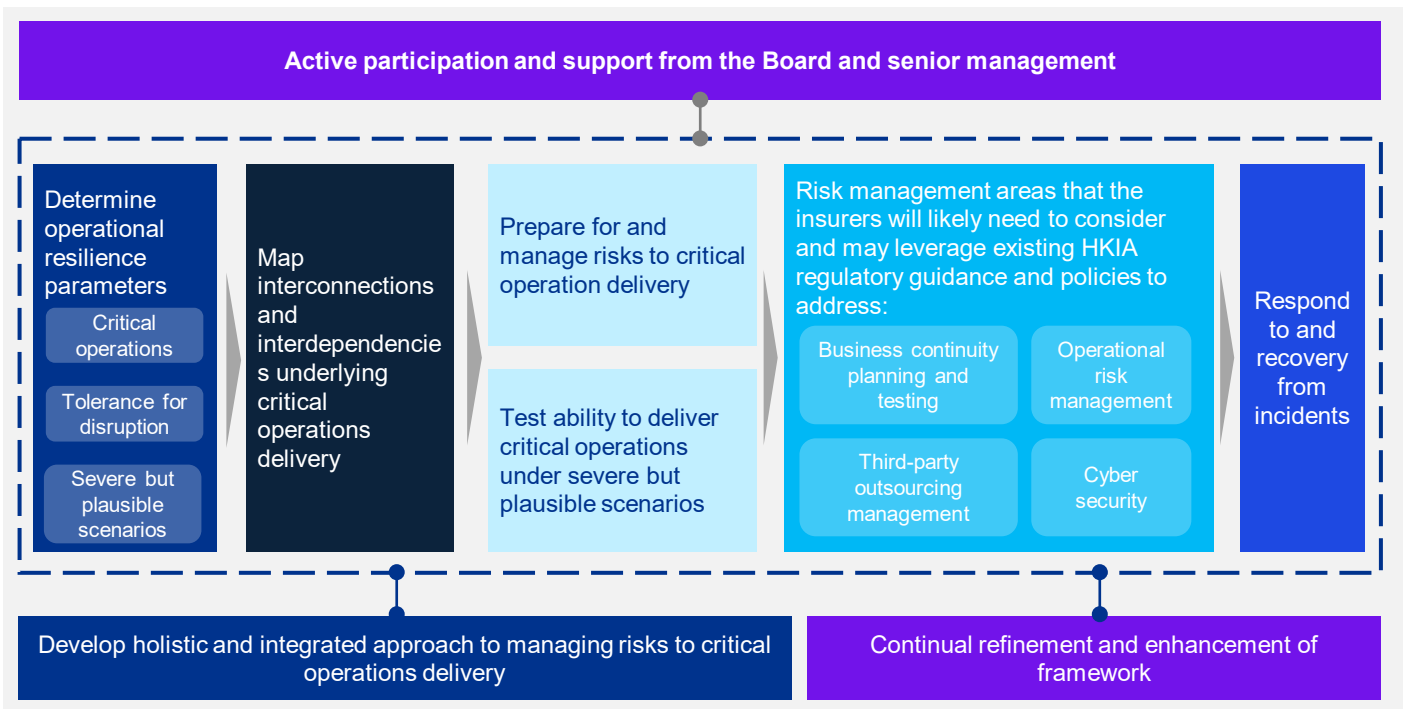 Active participation and support from the Board and senior management
Determine
operational
resilience
parameters
Critical
operations
Tolerance for
disruption
Severe but
plausible
scenarios
Map
interconnections
and
interdependencie
s underlying
critical
operations
delivery
Prepare for and
manage risks to critical
operation delivery
Test ability to deliver
critical operations
under severe but
plausible scenarios
Risk management areas that the
insurers will likely need to consider
and may leverage existing HKIA
regulatory guidance and policies to
address:
Business continuity
planning and
testing
Operational
risk
management
Third-party
outsourcing
management
Cyber
security
Respond
to and
recovery
from
incidents
Develop holistic and integrated approach to managing risks to critical
operations delivery
Continual refinement and enhancement of
framework